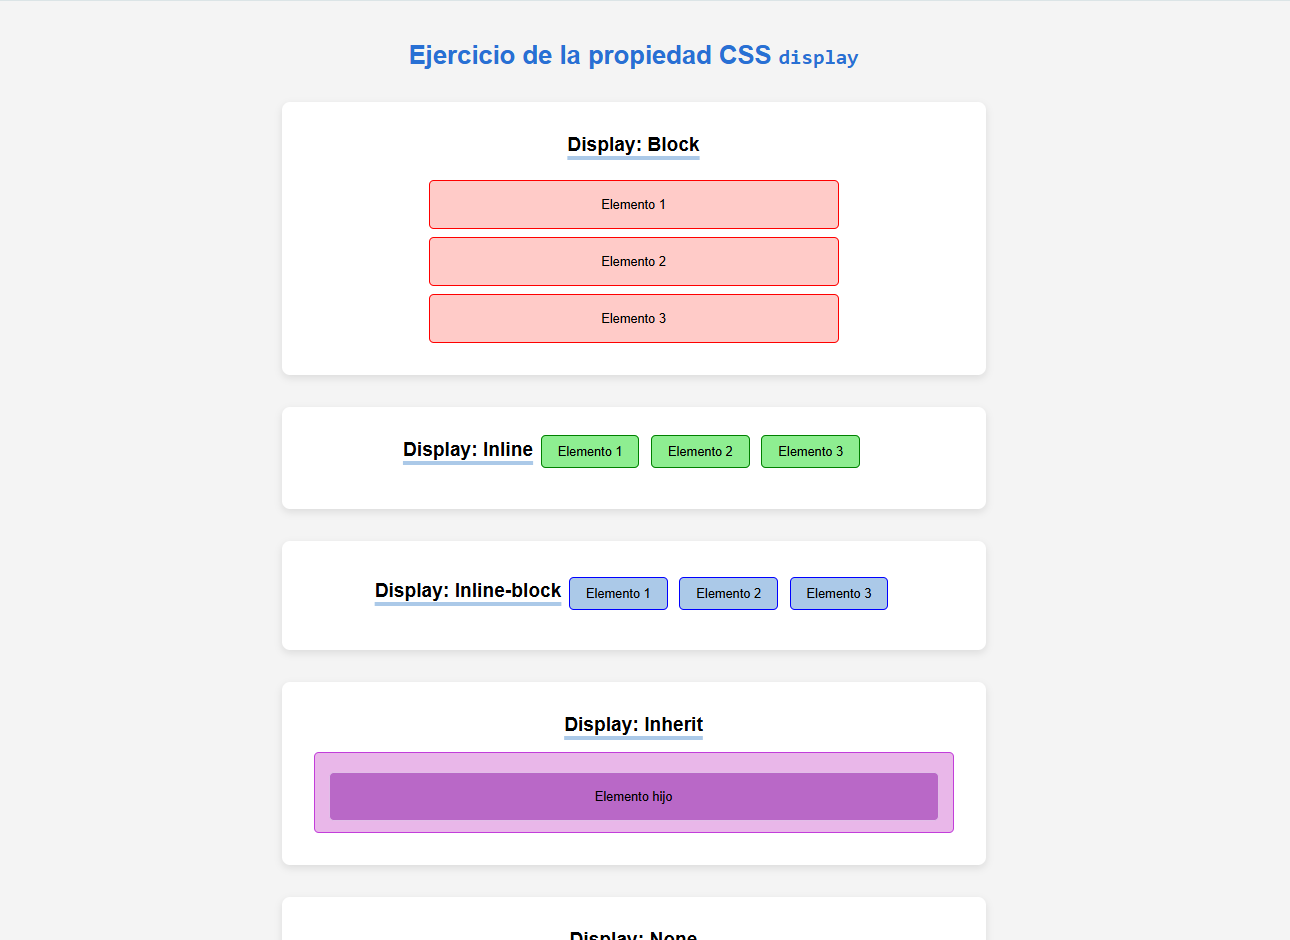 Ejercicio de la propiedad CSS display
Display: Block
Elemento 1
Elemento 2
Elemento 3
Display: Inline Elemento 1 Elemento 2 Elemento 3
Display: Inline-block Elemento 1 Elemento 2 Elemento 3
Display: Inherit
Elemento hijo
Display: None